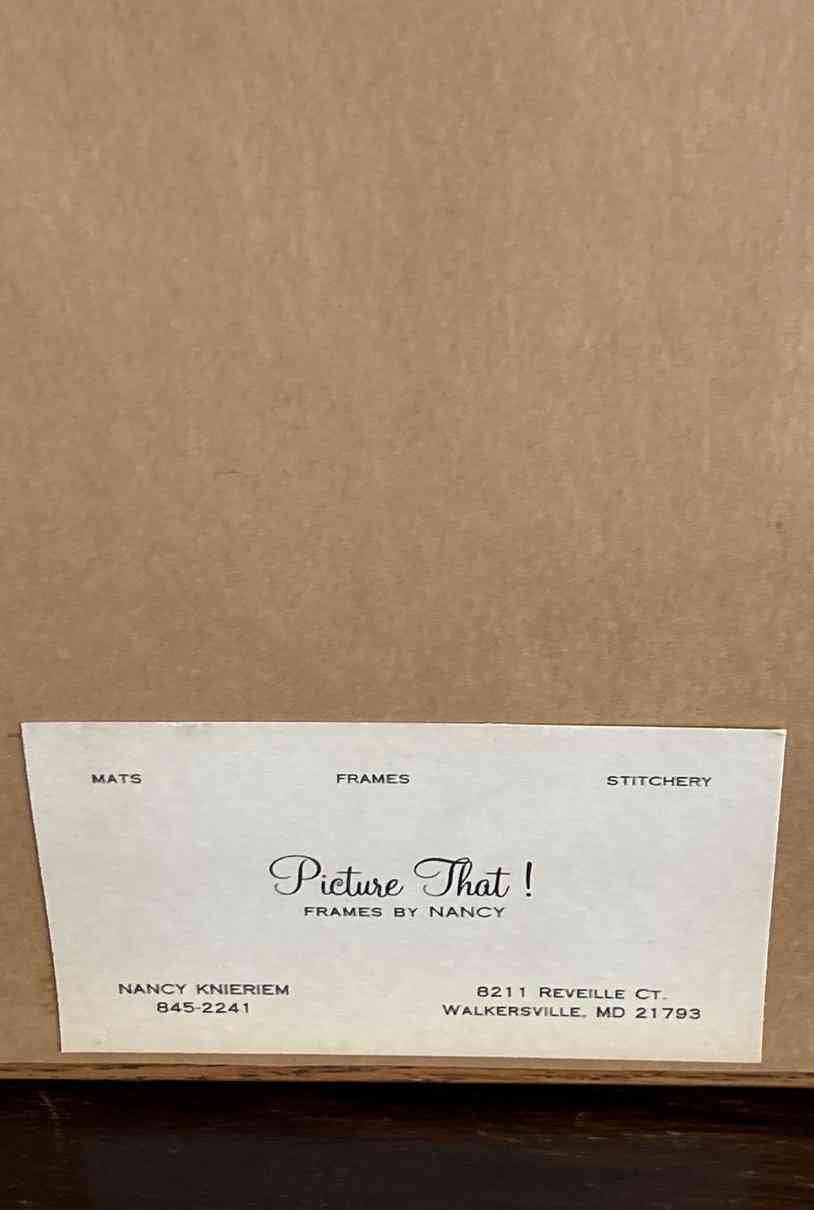 MATS FRAMES STITCHERY
Picture That !
FRAMES BY NANCY
NANCY KNIERIEM
845-2241
8211 REVEILLE CT.
WALKERSVILLE, MD 21793